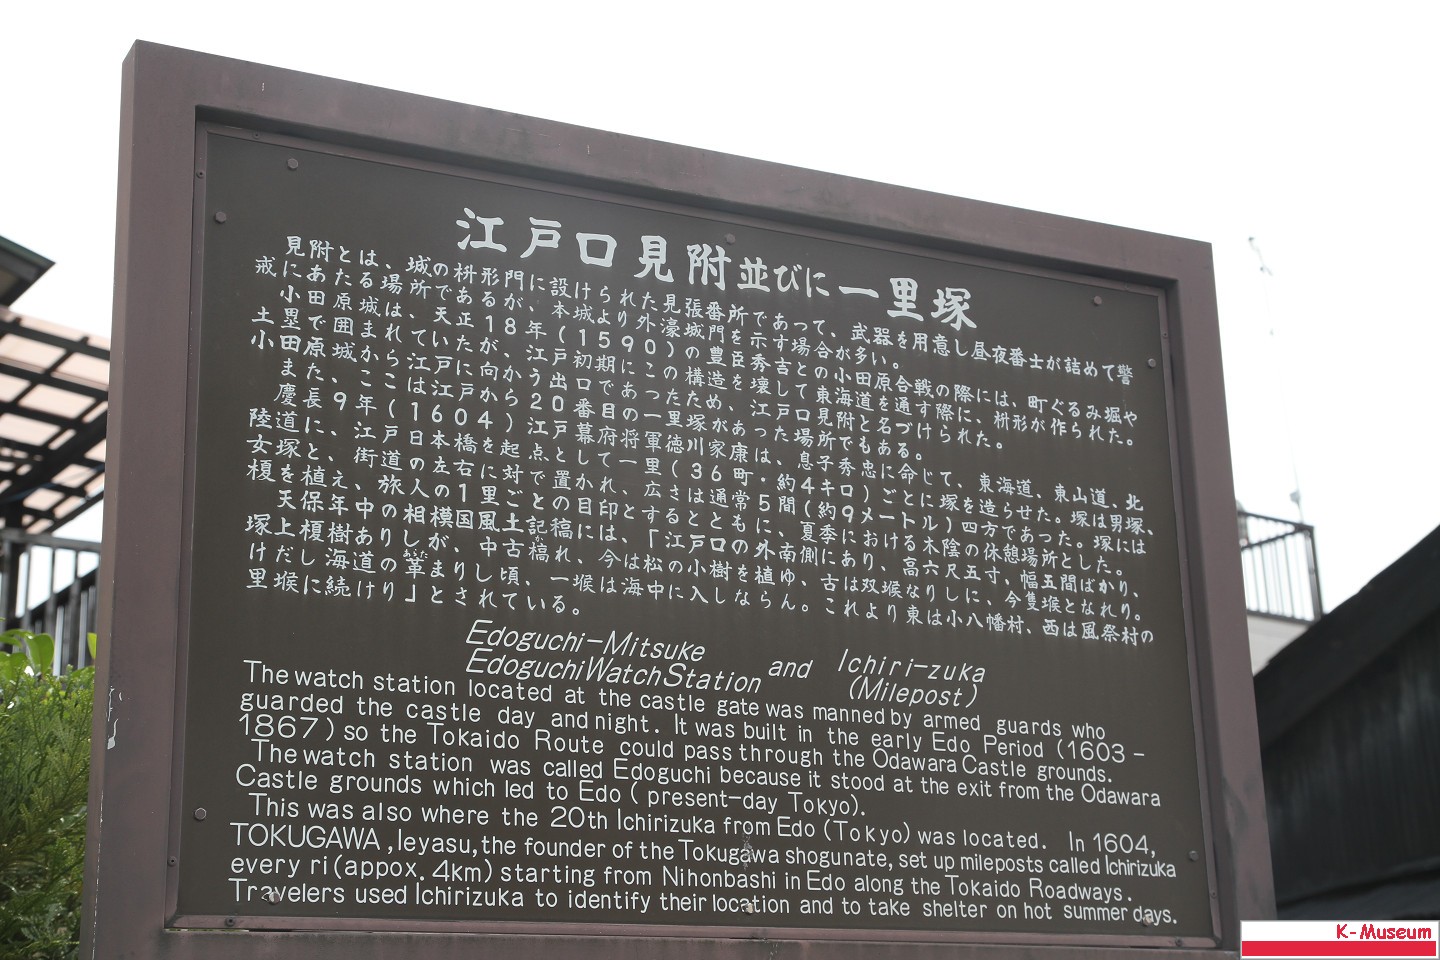 江戸口見附並びに一里塚
見附とは、城の枡形門に設けられた見張番所であって、武器を用意し昼夜番士が詰めて警
戒にあたる場所であるが、本城より外濠城門を示す場合が多い。
小田原城は、天正18年(1590)の豊臣秀吉との小田原合戦の際には、町ぐるみ堀や
土塁で囲まれていたが、江戸初期にこの構造を壊して東海道を通す際に、枡形が作られた。
小田原城から江戸に向かう出口であったため、江戸口見附と名づけられた。
また、ここは江戸から20番目の一里塚があった場所でもある。
慶長9年(1604)江戸幕府将軍徳川家康は、息子秀忠に命じて、東海道、東山道、北
陸道に、江戸日本橋を起点として一里(36町・約4キロ)ごとに塚を造らせた。塚は男塚、
女塚と、街道の左右に対で置かれ、広さは通常5間(約9メートル)四方であった。塚には
榎を植え、旅人の1里ごとの目印とするとともに、夏季における木陰の休憩場所とした。
天保年中の相模国風土記稿には、「江戸口の外南側にあり、高六尺五寸、幅五間ばかり、
塚上榎樹ありしが、中古槁れ、今は松の小樹を植ゆ、古は双堠なりしに、今隻堠となれり。
けだし海道の革まりし頃、一堠は海中に入しならん。これより東は小八幡村、西は風祭村の
里堠に続けり」とされている。
Edoguchi-Mitsuke
EdoguchiWatchStation and Ichiri-zuka
(Milepost)
The watch station located at the castle gate was manned by armed guards who
guarded the castle day and night. It was built in the early Edo Period (1603-
1867) so the Tokaido Route could pass through the Odawara Castle grounds.
The watch station was called Edoguchi because it stood at the exit from the Odawara
Castle grounds which led to Edo (present-day Tokyo).
This was also where the 20th Ichirizuka from Edo (Tokyo) was located. In 1604,
TOKUGAWA, Ieyasu, the founder of the Tokugawa shogunate, set up mileposts called Ichirizuka
every ri (appox. 4km) starting from Nihonbashi in Edo along the Tokaido Roadways.
Travelers used Ichirizuka to identify their location and to take shelter on hot summer days.
K-Museum